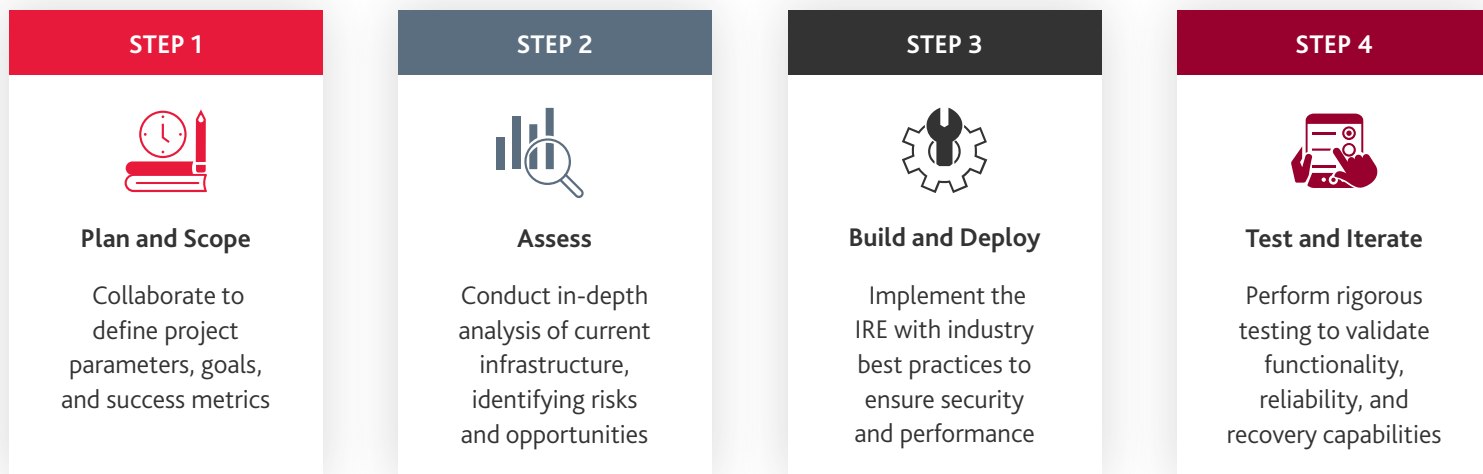 STEP 1
Plan and Scope
Collaborate to
define project
parameters, goals,
and success metrics
STEP 2
Assess
Conduct in-depth
analysis of current
infrastructure,
identifying risks
and opportunities
STEP 3
Build and Deploy
Implement the
IRE with industry
best practices to
ensure security
and performance
STEP 4
Test and Iterate
Perform rigorous
testing to validate
functionality,
reliability, and
recovery capabilities